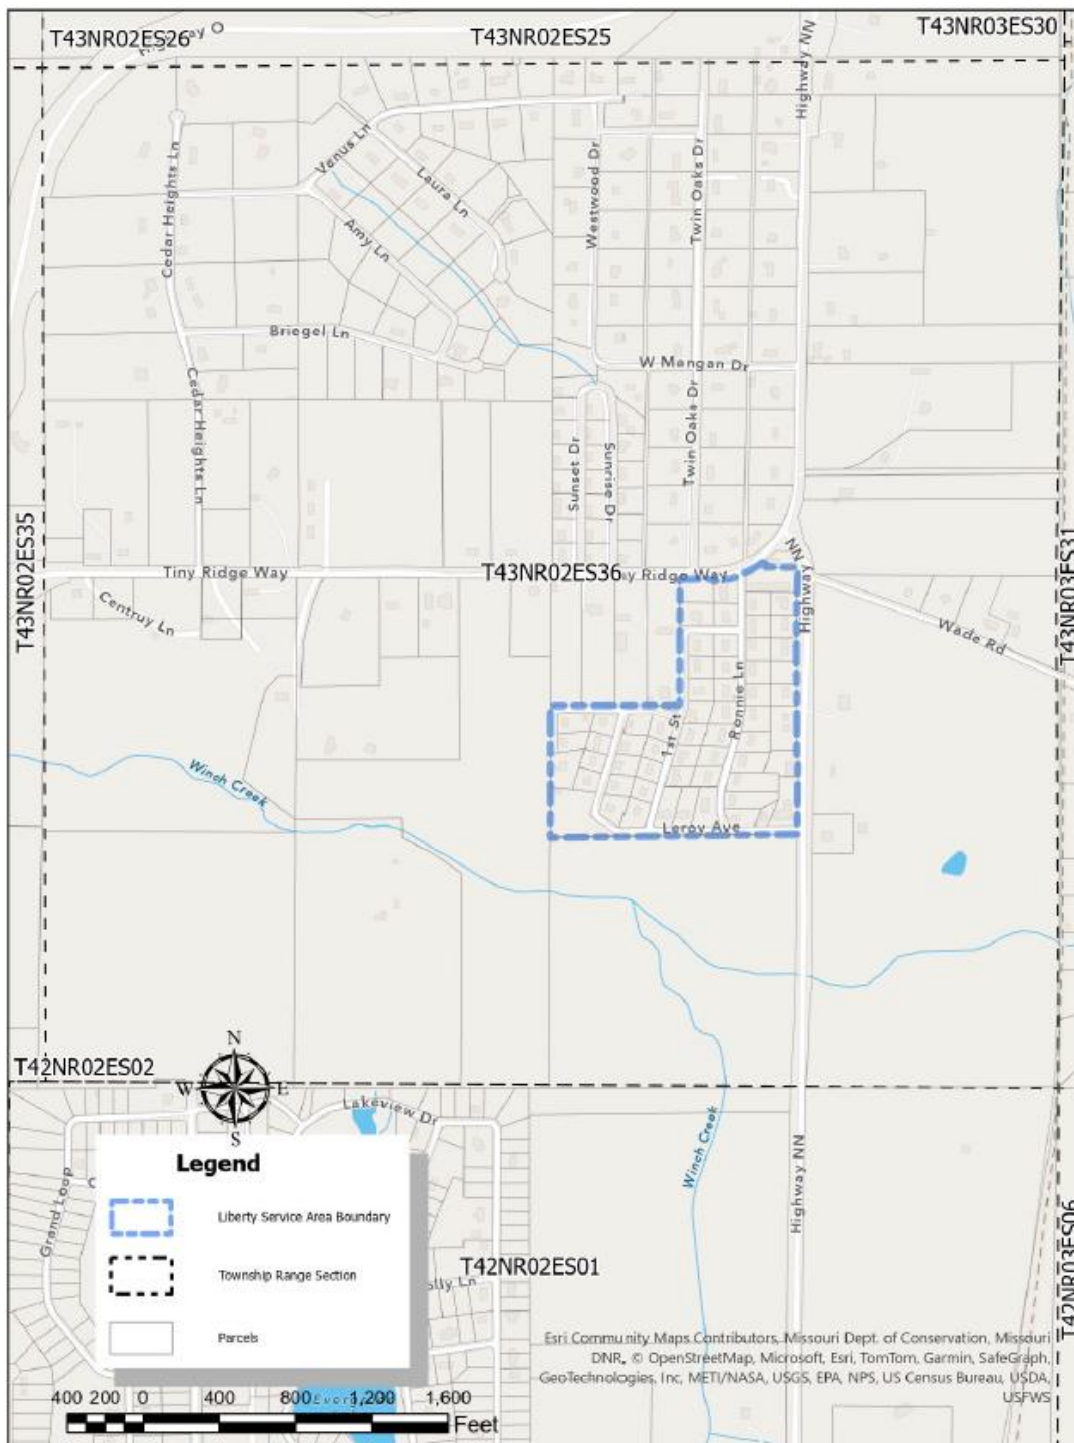 T43NR02ES26
T43NR02ES25
T43NR03ES30
Highway NN
Venus Ln
Cedar Heights Ln
Laura Ln
Amy Ln
Westwood Dr
Twin Oaks Dr
Briegel Ln
W Mengan Dr
Cedar Heights Ln
Twin Oaks Dr
Sunset Dr
Sunrise Dr
T43NR02ES35
Tiny Ridge Way
T43NR02ES36
ay Ridge Way
Highway NN
T43NR03ES31
Centruy Ln
Wade Rd
Ronnie Ln
1st St
Winch Creek
Leroy Ave
T42NR02ES02
N
W
E
S
Lakeview Dr
Winch Creek
Highway NN
Grand Loop
Legend
Liberty Service Area Boundary
Township Range Section
Parcels
T42NR02ES01
olly Ln
T42NR03ES06
Esri Community Maps Contributors, Missouri Dept. of Conservation, Missouri
DNR, © OpenStreetMap, Microsoft, Esri, TomTom, Garmin, SafeGraph,
GeoTechnologies, Inc, METI/NASA, USGS, EPA, NPS, US Census Bureau, USDA,
USFWS
400 200 0 400 800 1,200 1,600
Feet